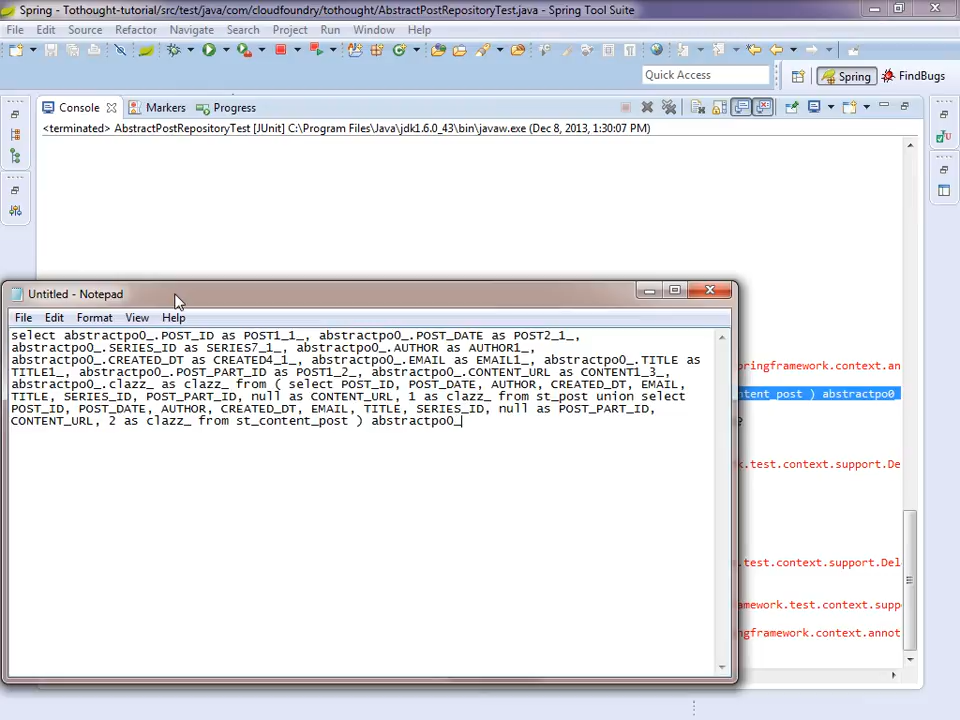 Spring - Tothought-tutorial/src/test/java/com/cloudfoundry/tothought/AbstractPostRepositoryTest.java - Spring Tool Suite
File Edit Source Refactor Navigate Search Project Run Window Help
Quick Access
Spring
FindBugs
Console
Markers
Progress
<terminated> AbstractPostRepositoryTest [JUnit] C:\Program Files\Java\jdk1.6.0_43\bin\javaw.exe (Dec 8, 2013, 1:30:07 PM)
Untitled - Notepad
File Edit Format View Help
select abstractpo0_.POST_ID as POST1_1_, abstractpo0_.POST_DATE as POST2_1_,
abstractpo0_.SERIES_ID as SERIES7_1_, abstractpo0_.AUTHOR as AUTHOR1_,
abstractpo0_.CREATED_DT as CREATED4_1_, abstractpo0_.EMAIL as EMAIL1_, abstractpo0_.TITLE as
TITLE1_, abstractpo0_.POST_PART_ID as POST1_2_, abstractpo0_.CONTENT_URL as CONTENT1_3_,
abstractpo0_.clazz_ as clazz_ from ( select POST_ID, POST_DATE, AUTHOR, CREATED_DT, EMAIL,
TITLE, SERIES_ID, POST_PART_ID, null as CONTENT_URL, 1 as clazz_ from st_post union select
POST_ID, POST_DATE, AUTHOR, CREATED_DT, EMAIL, TITLE, SERIES_ID, null as POST_PART_ID,
CONTENT_URL, 2 as clazz_ from st_content_post ) abstractpo0_
pringframework.context.an
tent_post ) abstractpo0
?
k.test.context.support.De
.test.context.support.Del
amework.test.context.supp
ngframework.context.annot